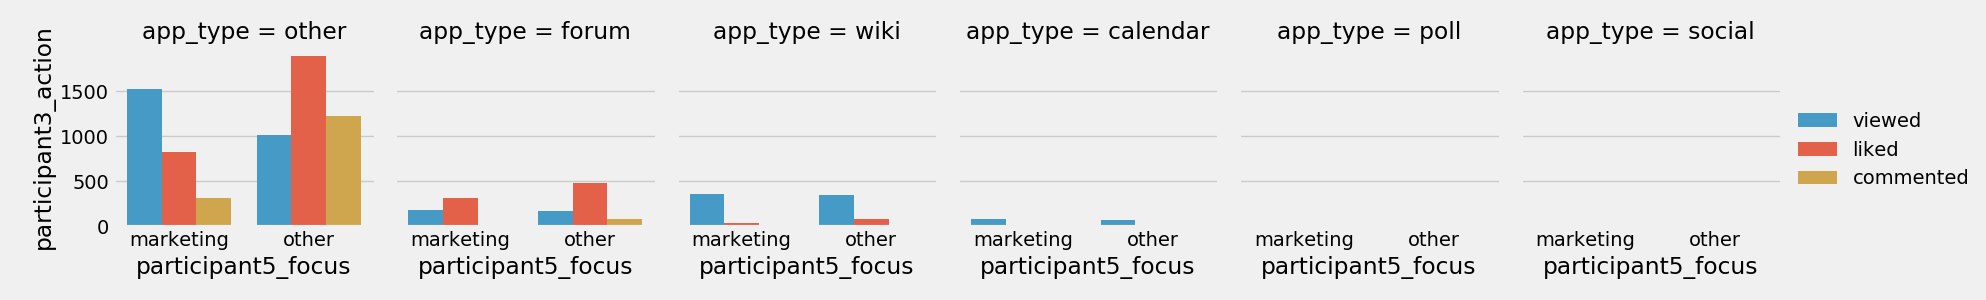 app_type = other
app_type = forum
app_type = wiki
app_type = calendar
app_type = poll
app_type = social
participant3_action
1500
1000
500
0
marketing
other
marketing
other
marketing
other
marketing
other
marketing
other
marketing
other
participant5_focus
participant5_focus
participant5_focus
participant5_focus
participant5_focus
participant5_focus
viewed
liked
commented